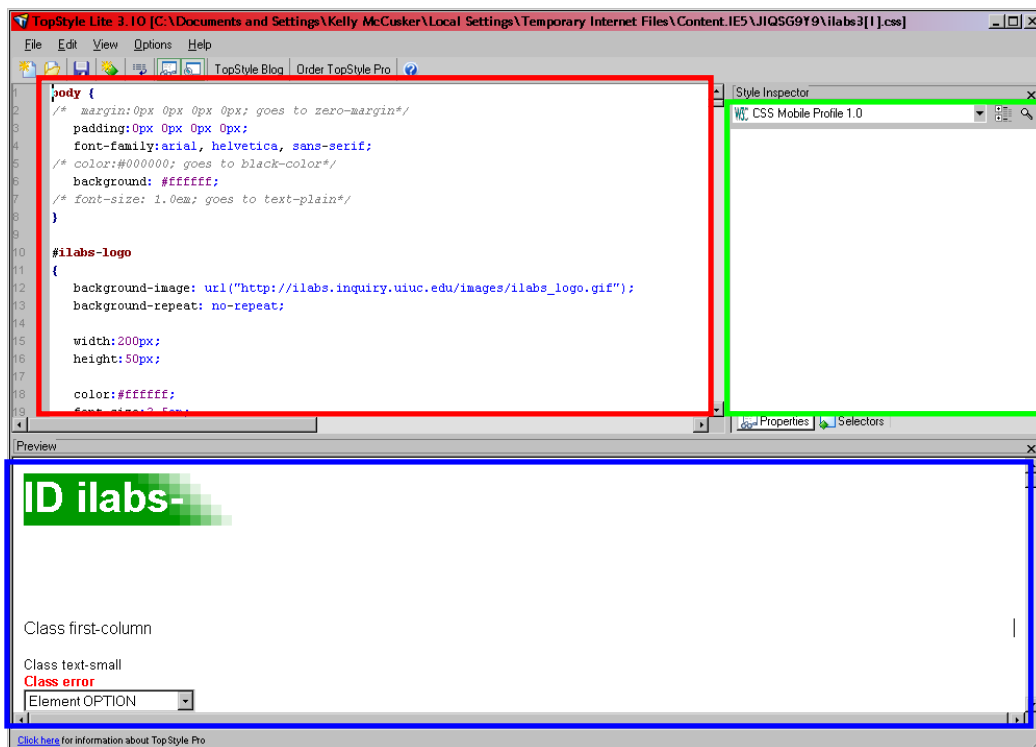 TopStyle Lite 3.10 [C:\Documents and Settings\Kelly McCusker\Local Settings\Temporary Internet Files\Content.IE5\JIQSG9Y9\ilabs3[1].css]
File Edit View Options Help
TopStyle Blog Order TopStyle Pro
Style Inspector
CSS Mobile Profile 1.0
1 body {
2 /* margin:0px 0px 0px 0px; goes to zero-margin*/
3 padding:0px 0px 0px 0px;
4 font-family:arial, helvetica, sans-serif;
5 /* color:#000000; goes to black-color*/
6 background: #ffffff;
7 /* font-size: 1.0em; goes to text-plain*/
8 }
9
10 #ilabs-logo
11 {
12 background-image: url("http://ilabs.inquiry.uiuc.edu/images/ilabs_logo.gif");
13 background-repeat: no-repeat;
14
15 width:200px;
16 height:50px;
17
18 color:#ffffff;
19 font-size:2.5em;
Properties Selectors
Preview
ID ilabs-
Class first-column
Class text-small
Class error
Element OPTION
Click here for information about TopStyle Pro